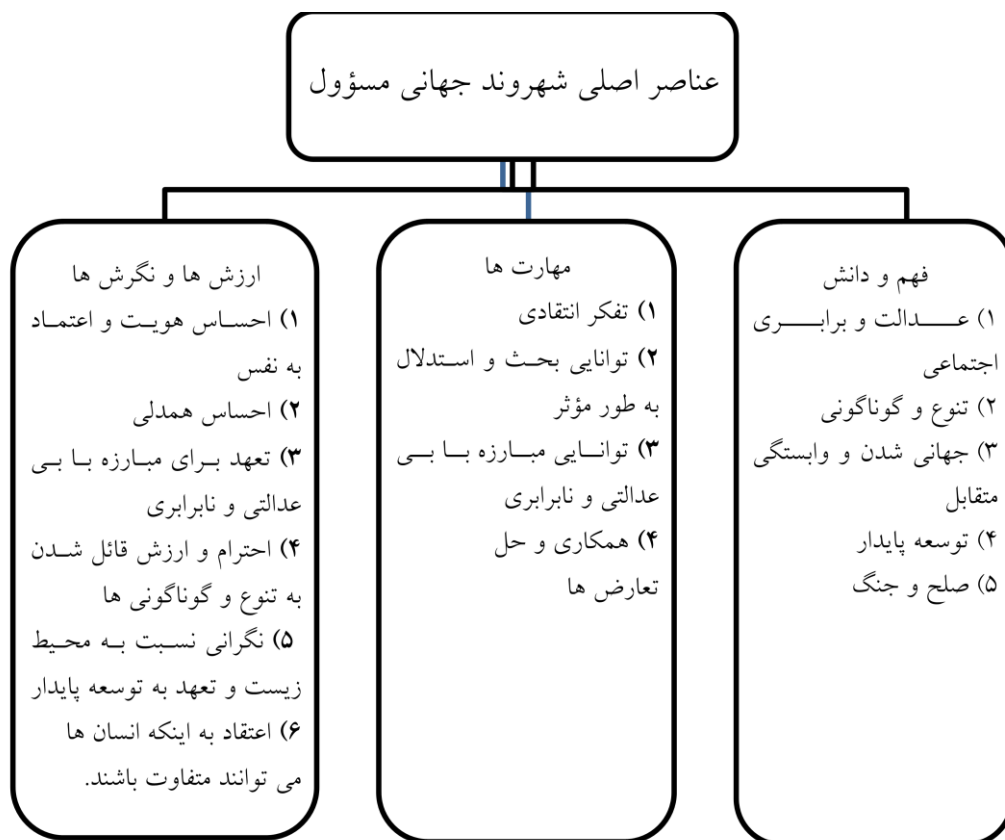 عناصر اصلی شهروند جهانی مسؤول
فهم و دانش
۱) عدالت و برابری
اجتماعی
۲) تنوع و گوناگونی
۳) جهانی شدن و وابستگی
متقابل
۴) توسعه پایدار
۵) صلح و جنگ
مهارت ها
۱) تفکر انتقادی
۲) توانایی بحث و استدلال
به طور مؤثر
۳) توانایی مبارزه با بی
عدالتی و نابرابری
۴) همکاری و حل
تعارض ها
ارزش ها و نگرش ها
۱) احساس هویت و اعتماد
به نفس
۲) احساس همدلی
۳) تعهد برای مبارزه با بی
عدالتی و نابرابری
۴) احترام و ارزش قائل شدن
به تنوع و گوناگونی ها
۵) نگرانی نسبت به محیط
زیست و تعهد به توسعه پایدار
۶) اعتقاد به اینکه انسان ها
می توانند متفاوت باشند.